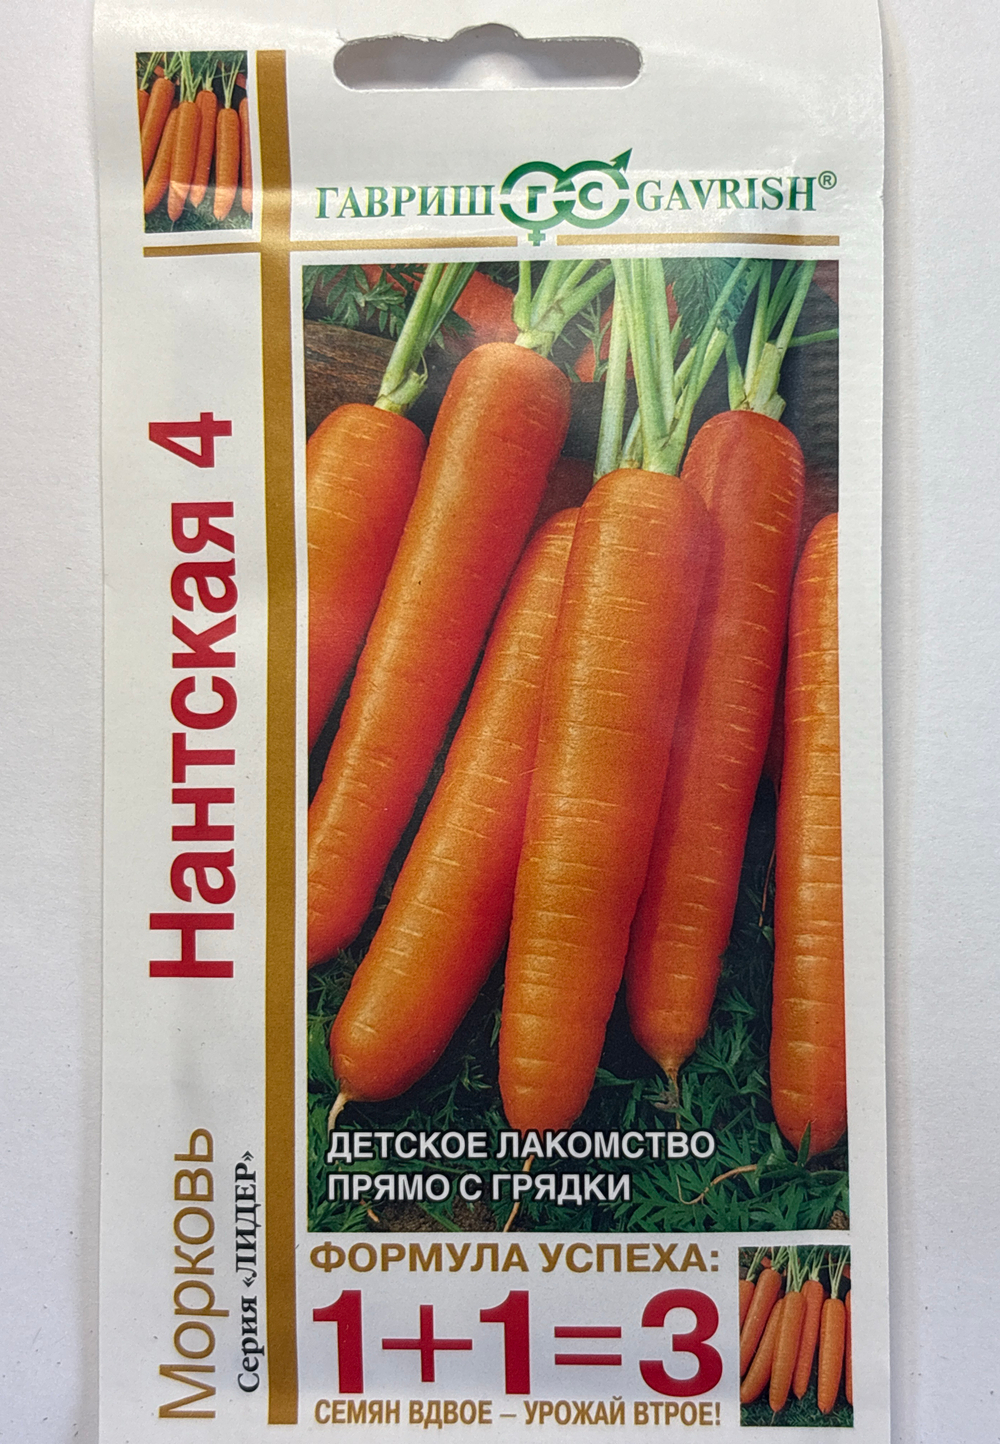 ГАВРИШ ГС GAVRISH®
Морковь
Нантская 4
Серия «ЛИДЕР»
ДЕТСКОЕ ЛАКОМСТВО
ПРЯМО С ГРЯДКИ
ФОРМУЛА УСПЕХА:
1+1=3
СЕМЯН ВДВОЕ – УРОЖАЙ ВТРОЕ!